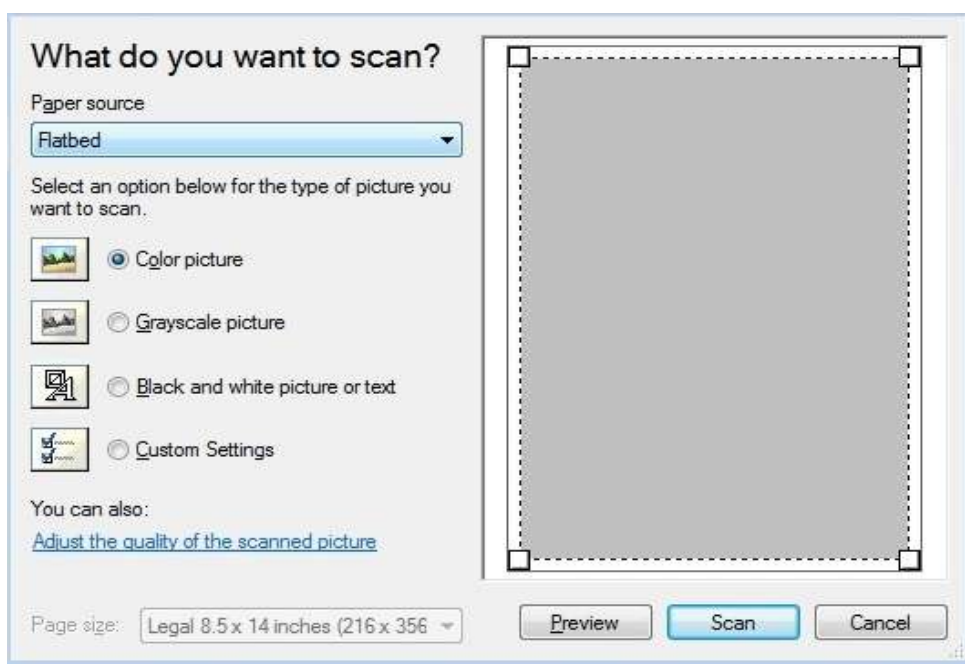 What do you want to scan?
Paper source
Flatbed
Select an option below for the type of picture you
want to scan.
Color picture
Grayscale picture
Black and white picture or text
Custom Settings
You can also:
Adjust the quality of the scanned picture
Page size: Legal 8.5 x 14 inches (216 x 356
Preview Scan Cancel